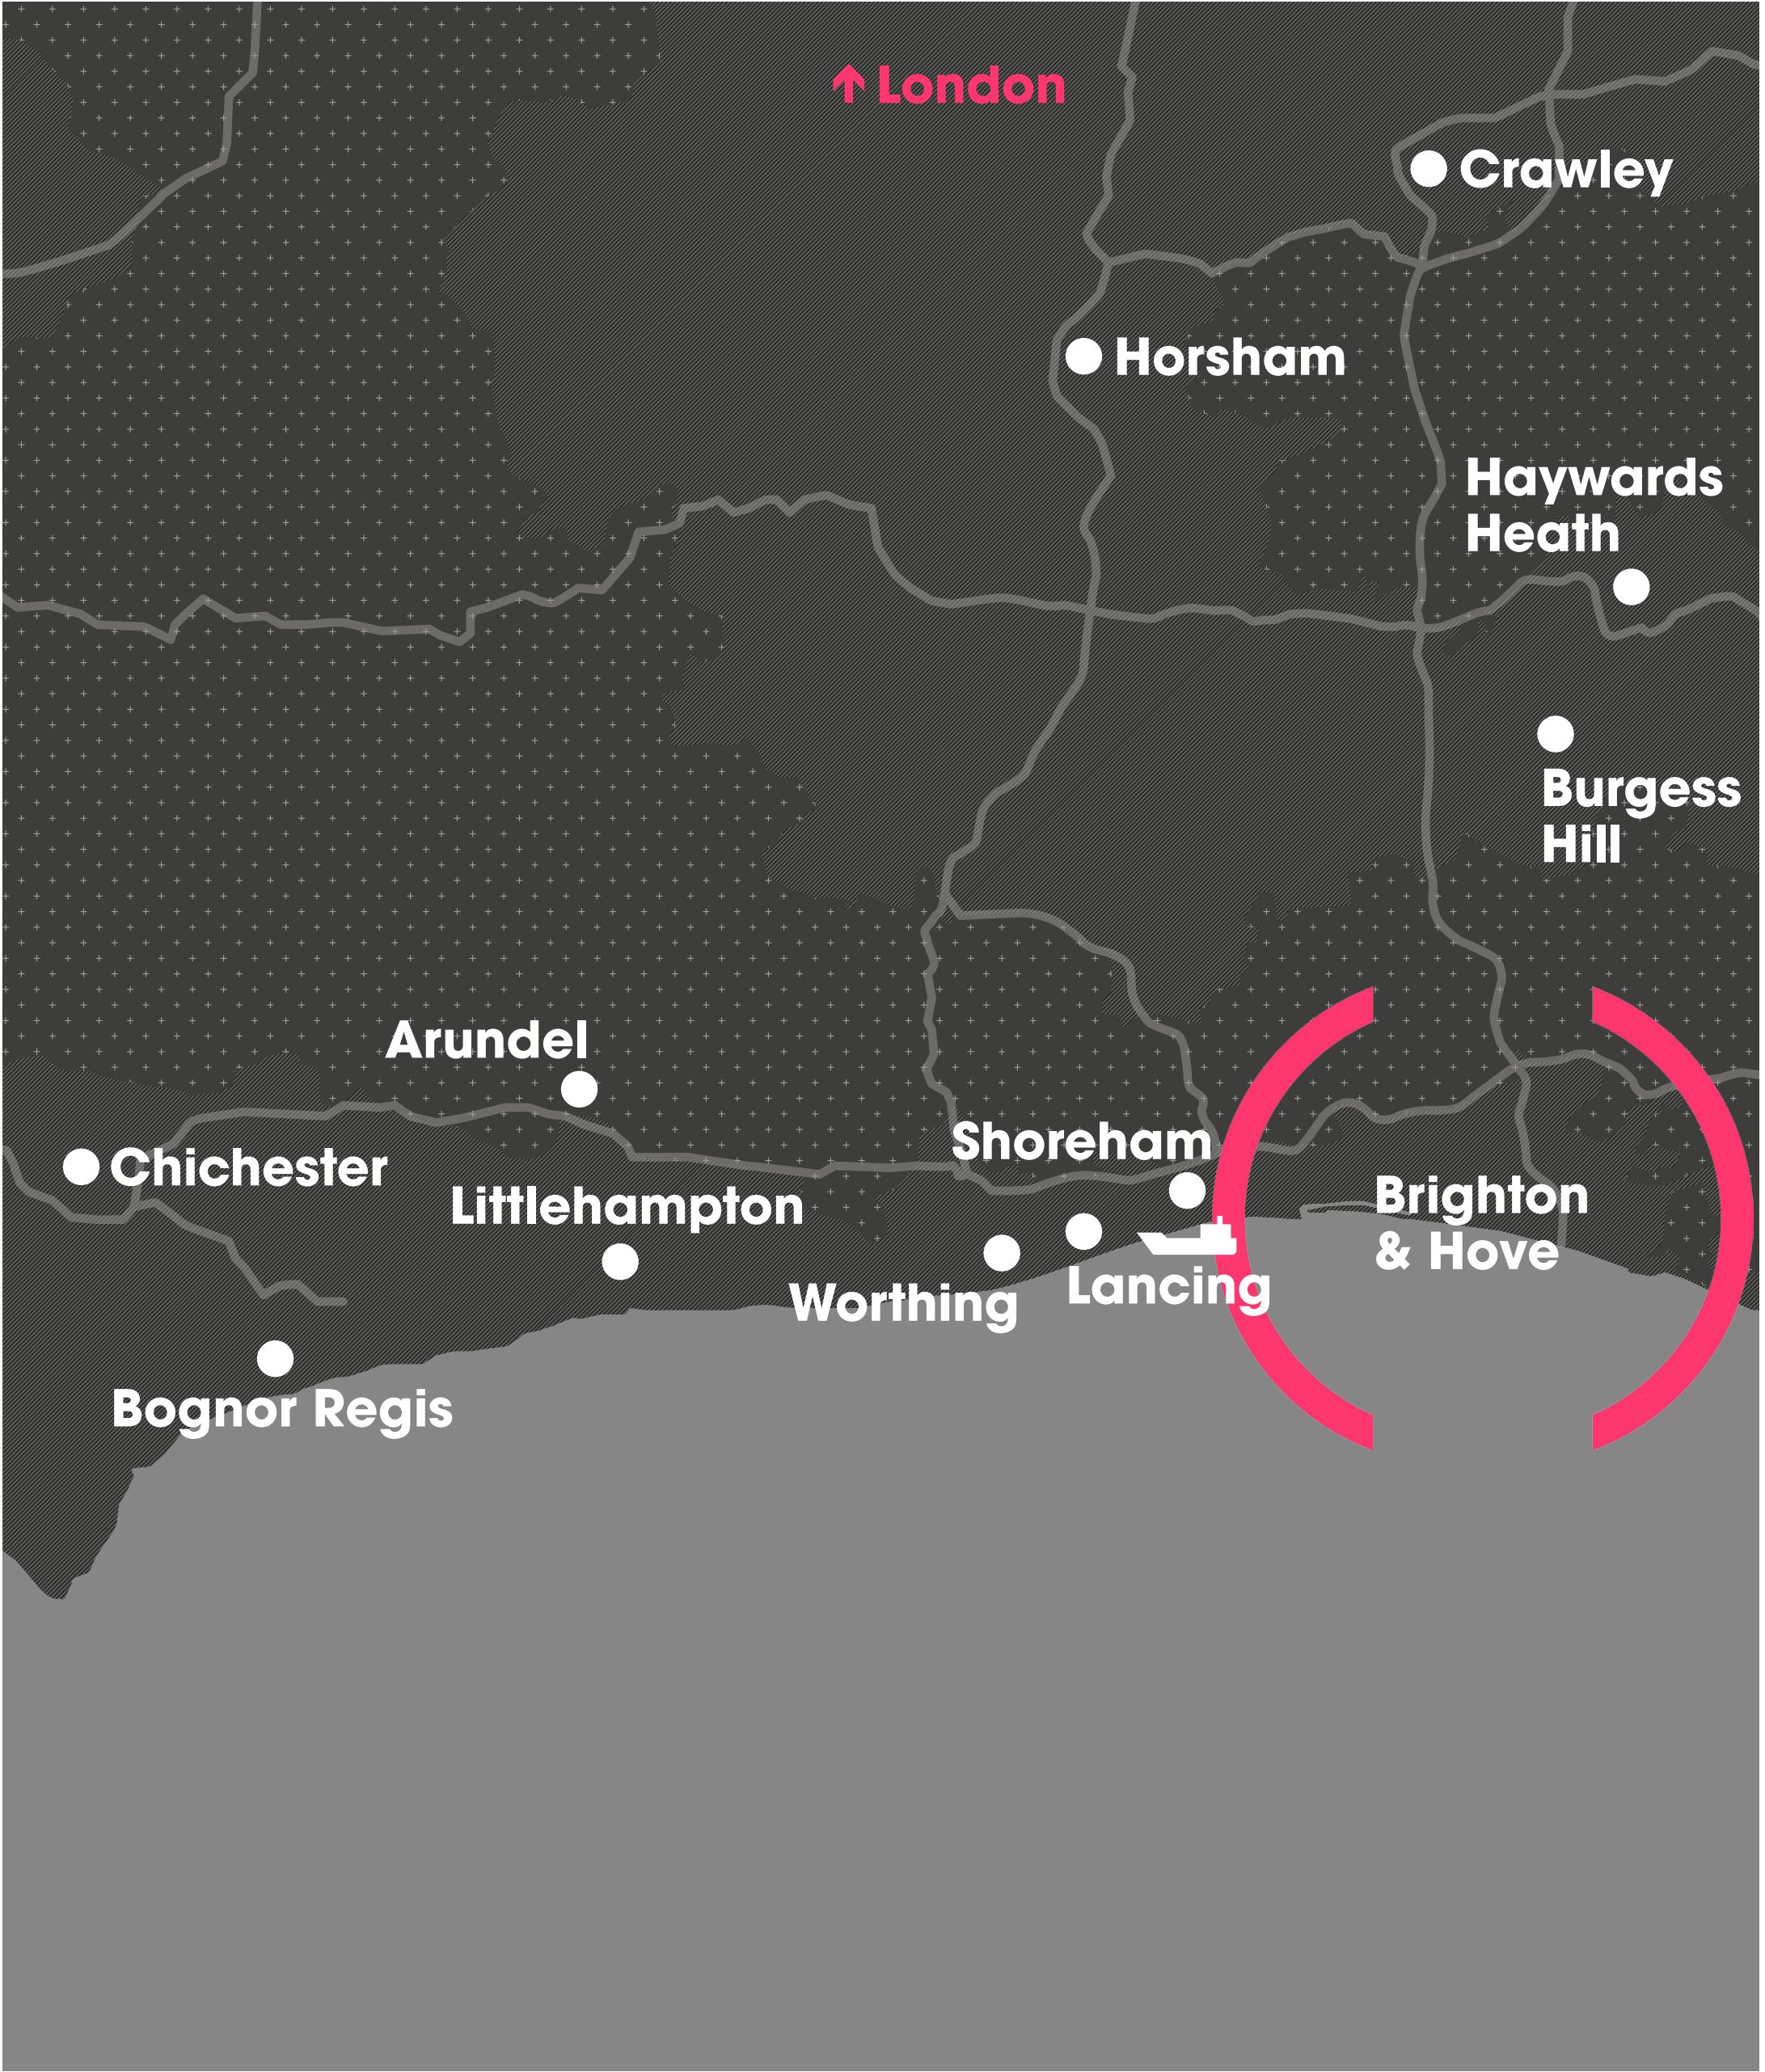 London
Crawley
Horsham
Haywards
Heath
Burgess
Hill
Arundel
Shoreham
Chichester
Littlehampton
Brighton
& Hove
Lancing
Worthing
Bognor Regis